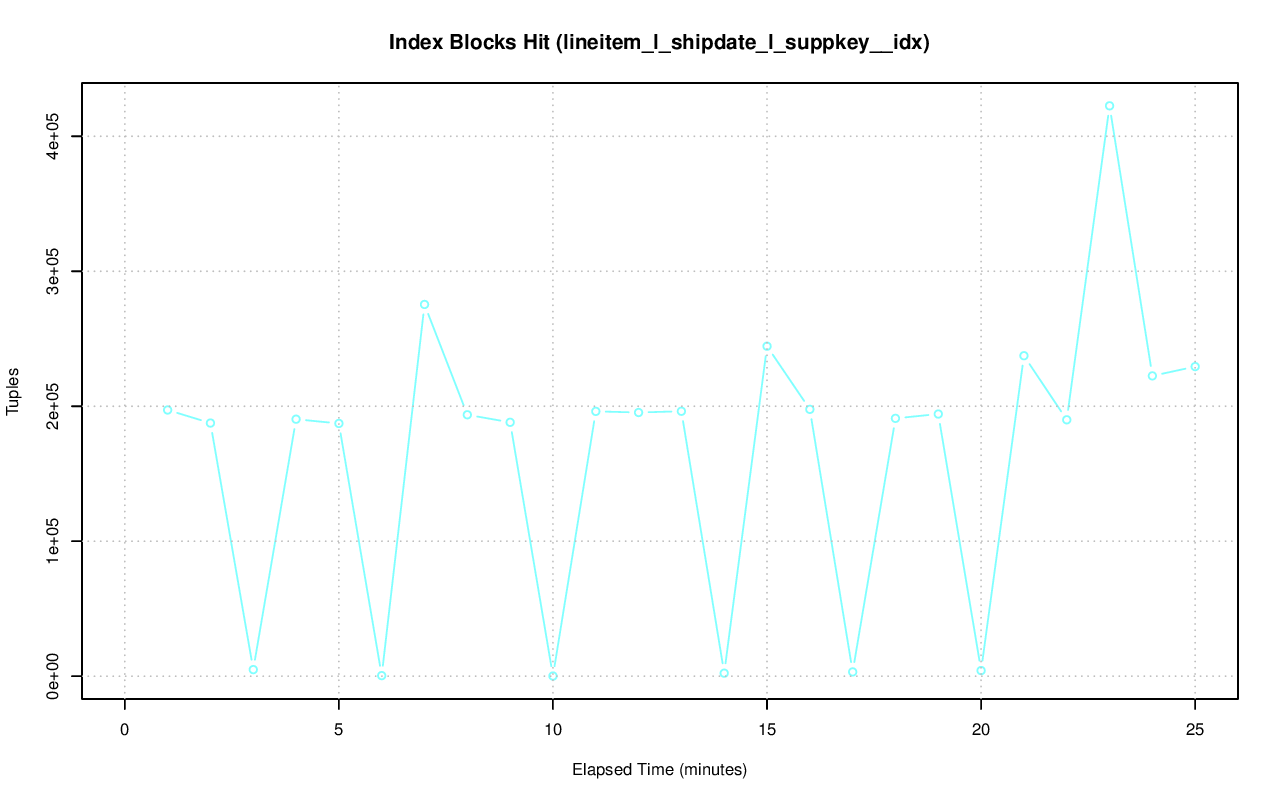 Index Blocks Hit (lineitem_l_shipdate_l_suppkey__idx)
Tuples
4e+05
3e+05
2e+05
1e+05
0e+00
0 5 10 15 20 25
Elapsed Time (minutes)